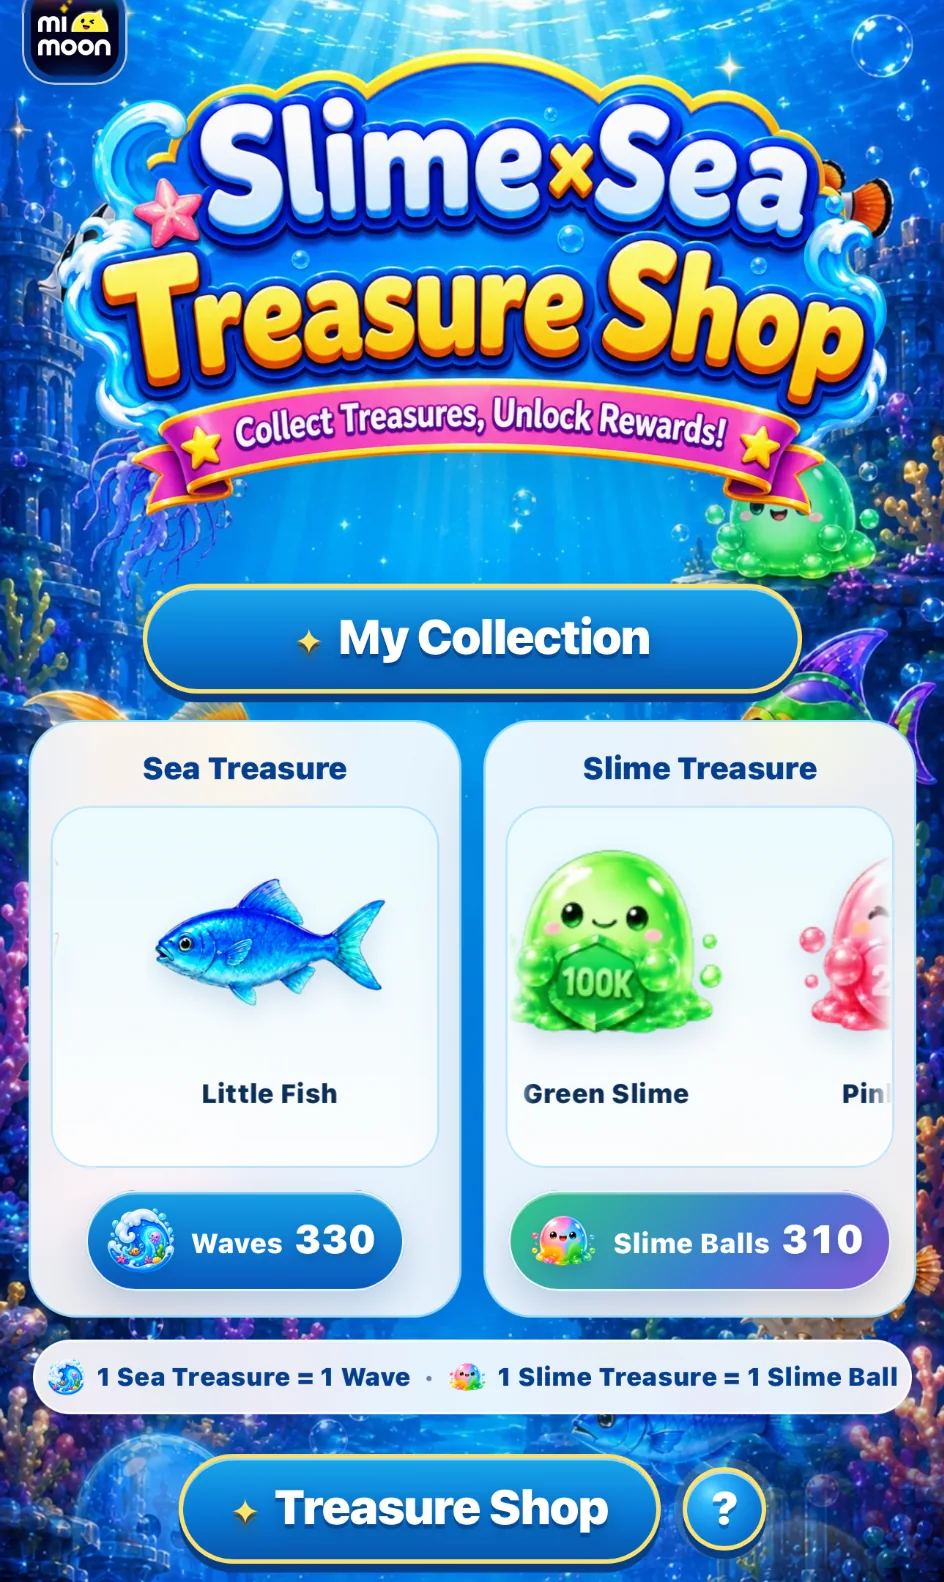 mi
moon
Slime×Sea
Treasure Shop
Collect Treasures, Unlock Rewards!
My Collection
Sea Treasure
Little Fish
Waves 330
Slime Treasure
100K
Green Slime
Slime Balls 310
1 Sea Treasure = 1 Wave · 1 Slime Treasure = 1 Slime Ball
Treasure Shop
?